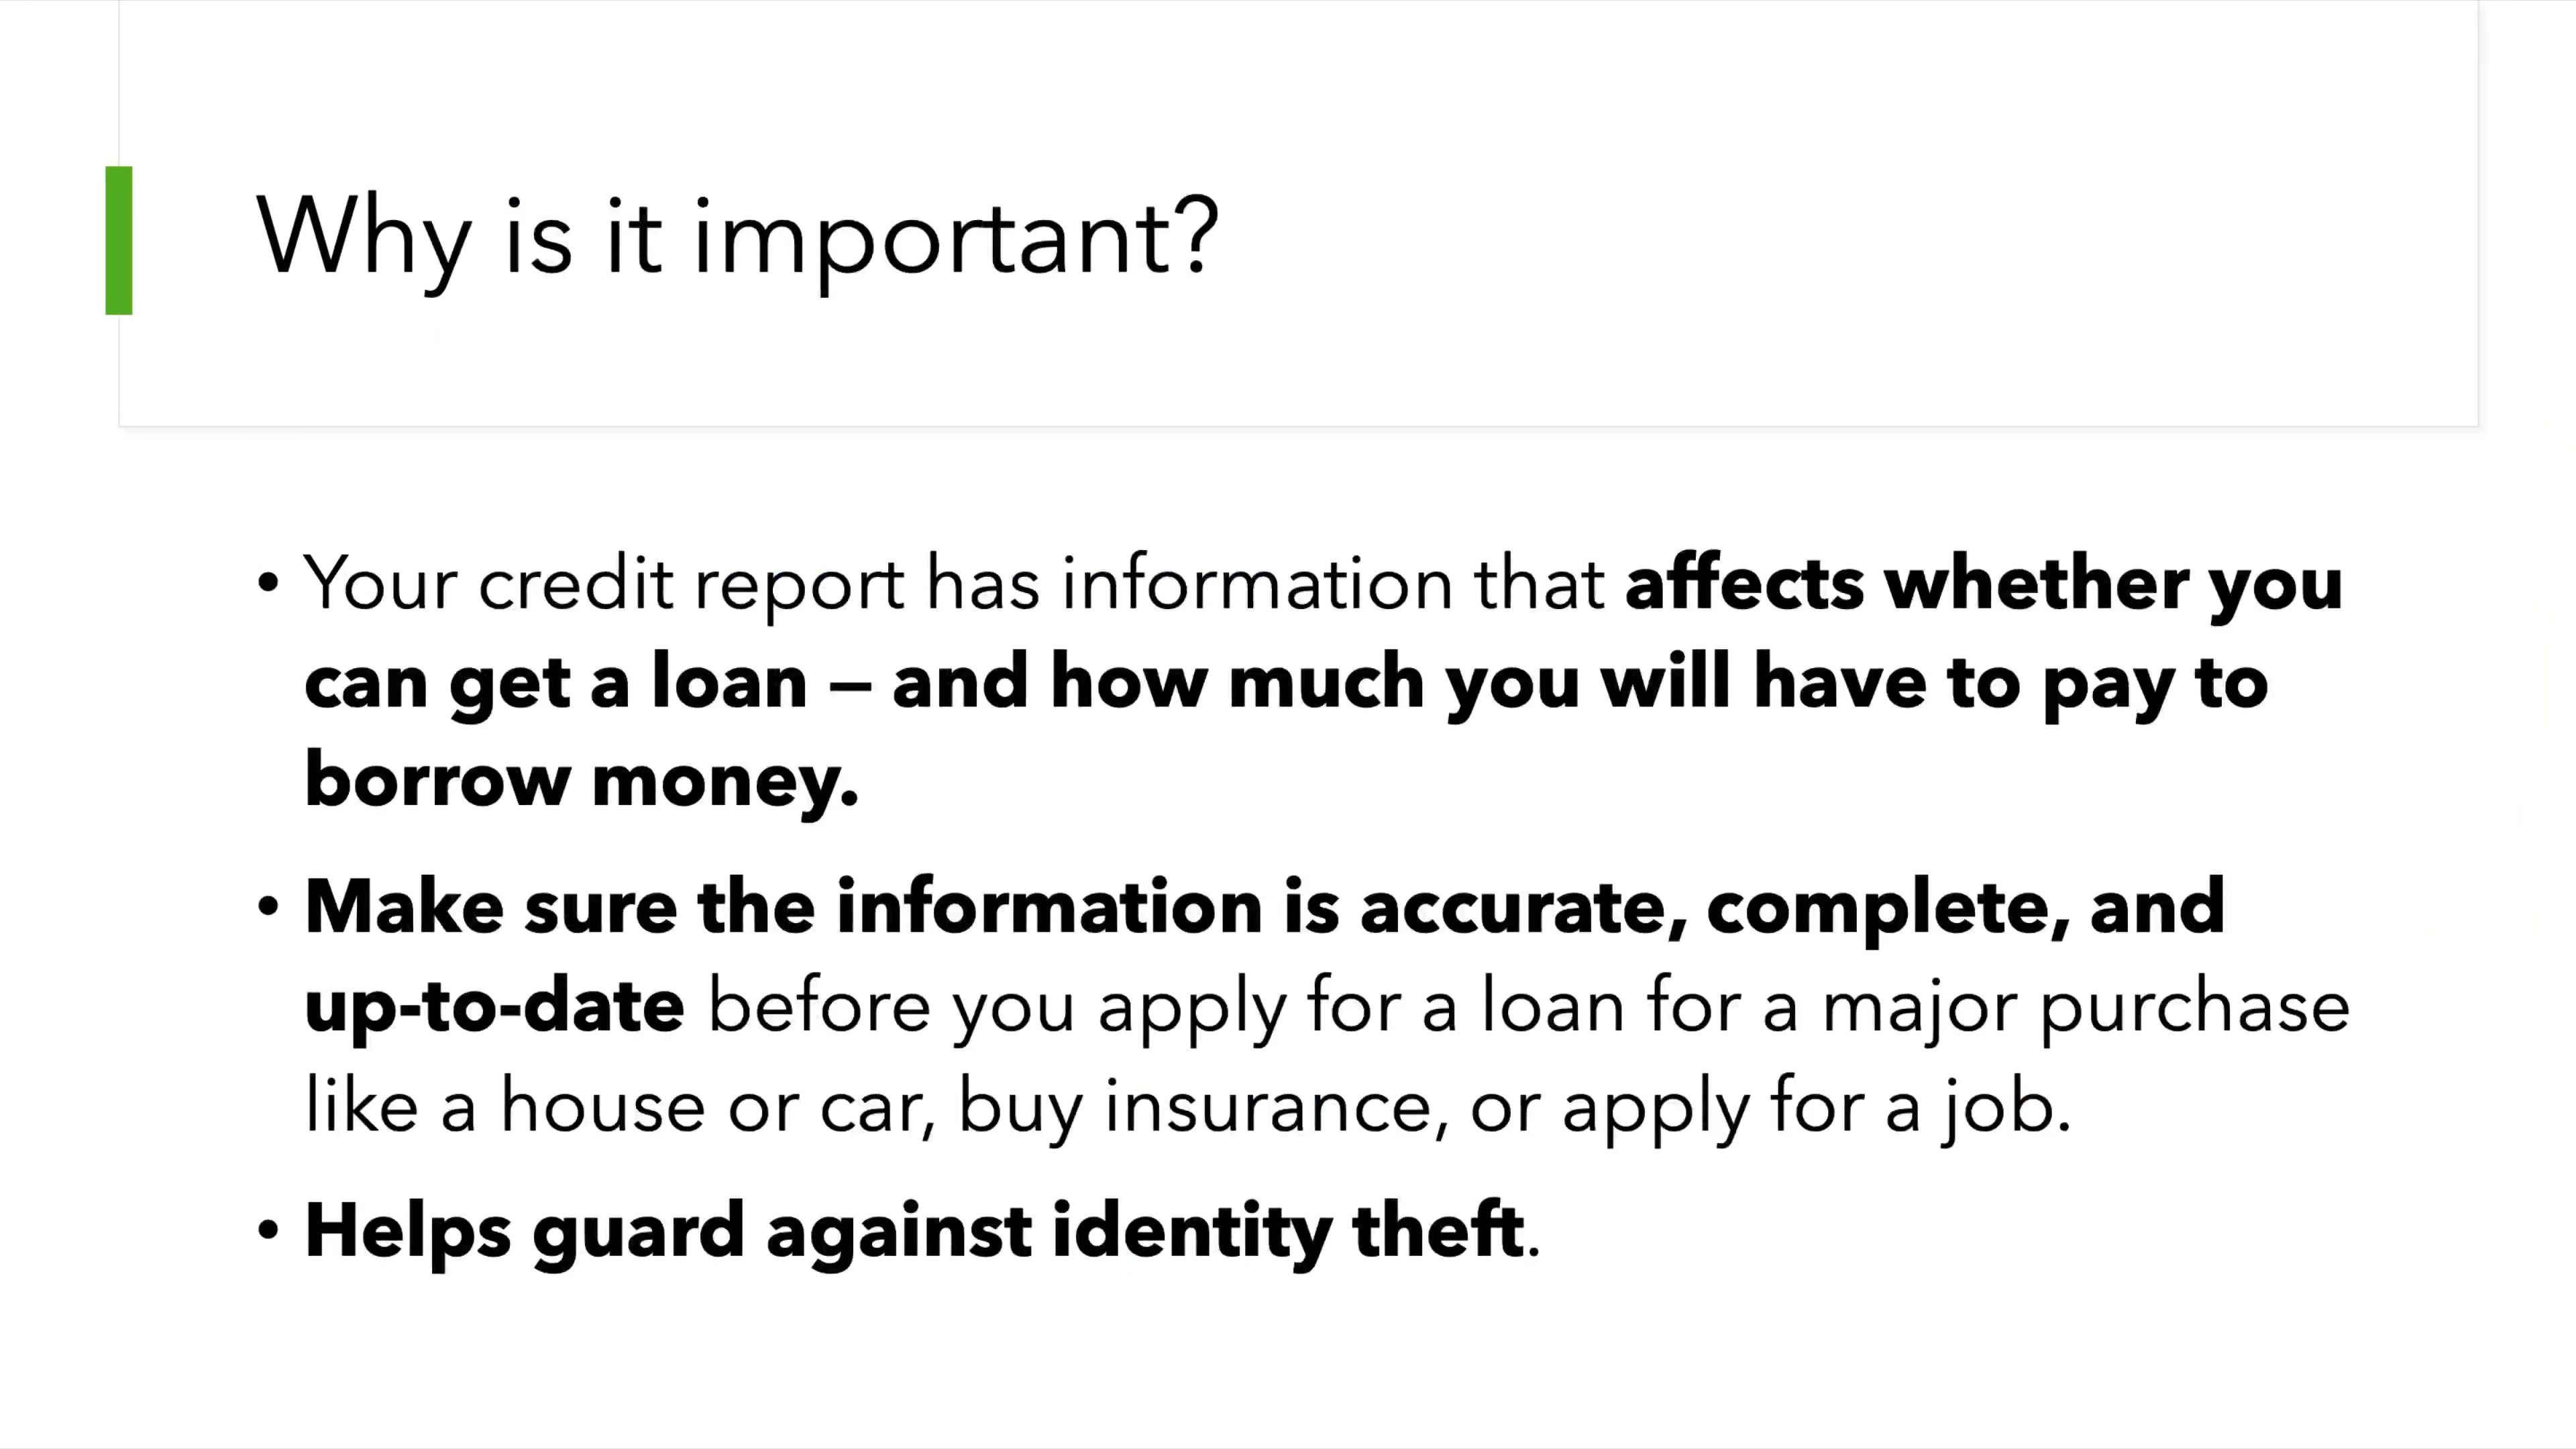 Why is it important?
• Your credit report has information that affects whether you
can get a loan – and how much you will have to pay to
borrow money.
• Make sure the information is accurate, complete, and
up-to-date before you apply for a loan for a major purchase
like a house or car, buy insurance, or apply for a job.
• Helps guard against identity theft.